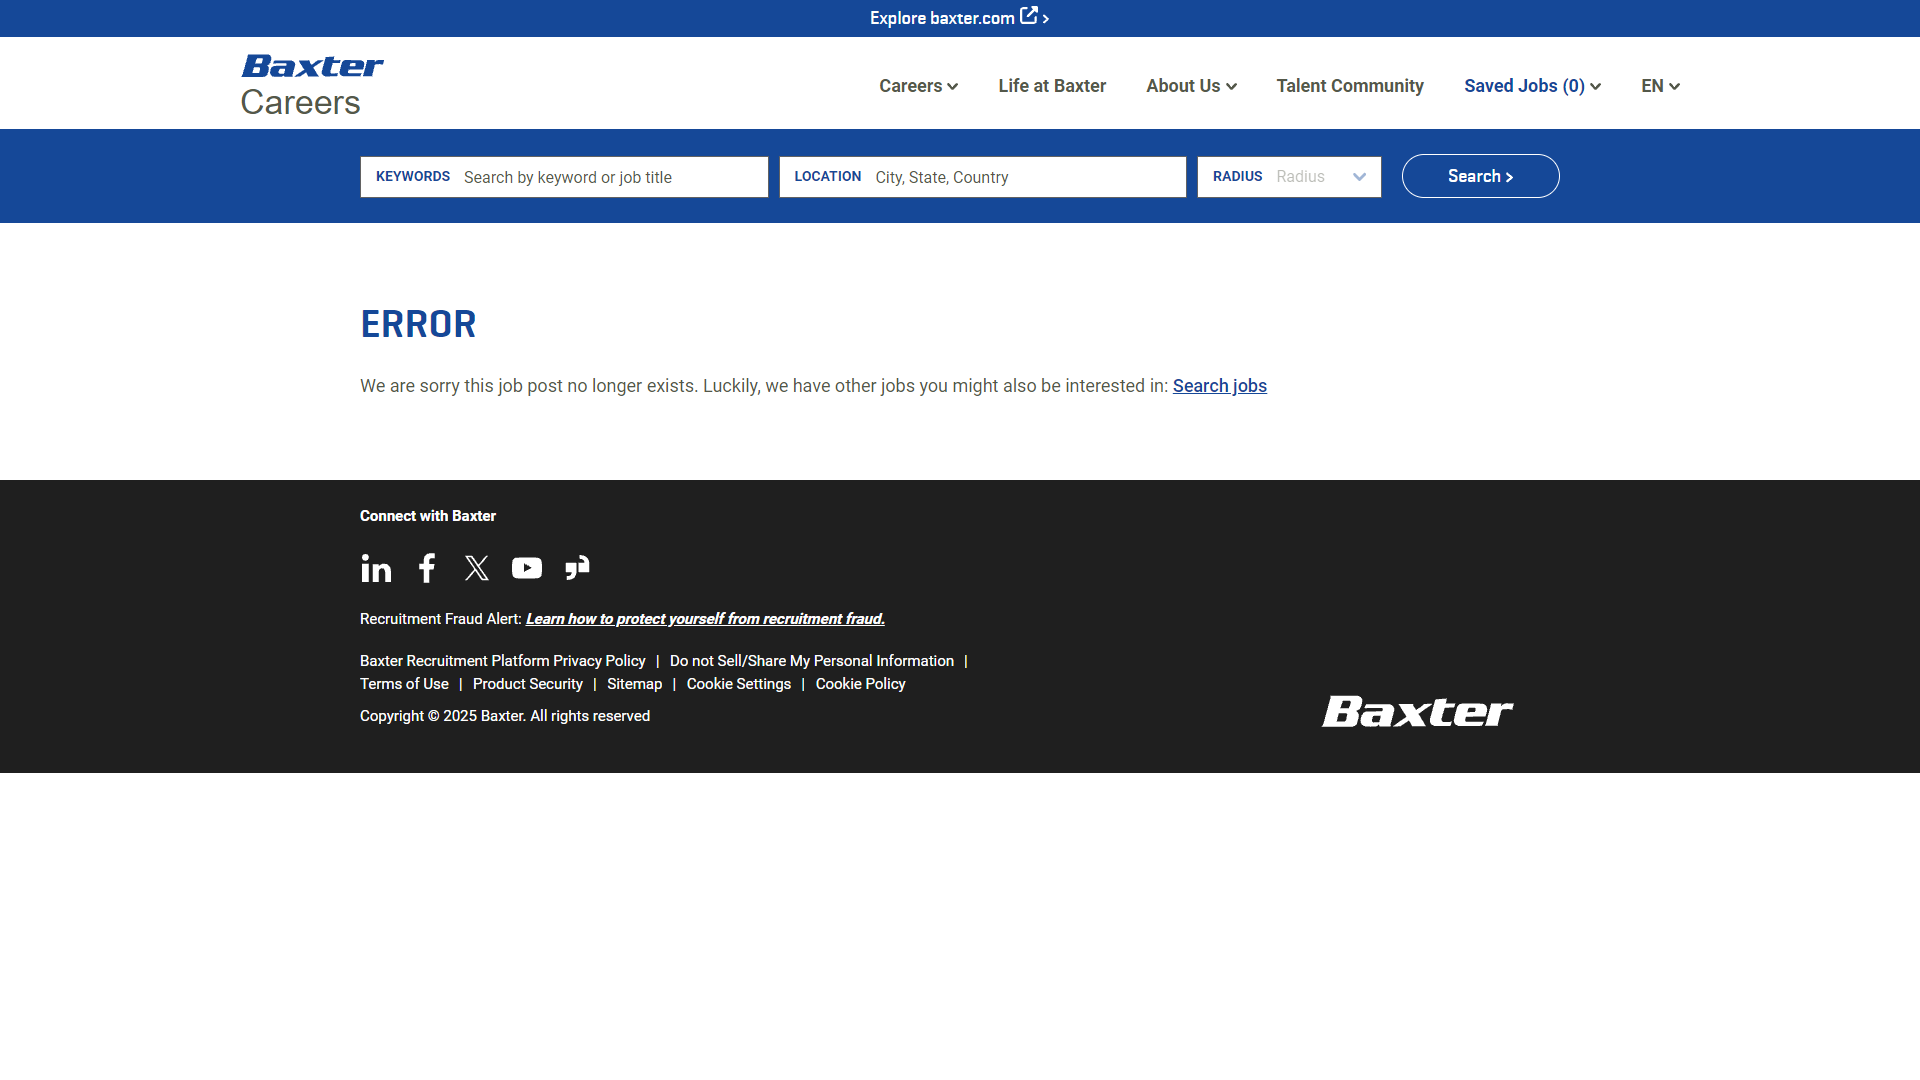 Explore baxter.com
Baxter
Careers
Careers
Life at Baxter
About Us
Talent Community
Saved Jobs (0)
EN
KEYWORDS Search by keyword or job title
LOCATION City, State, Country
RADIUS Radius
Search
ERROR
We are sorry this job post no longer exists. Luckily, we have other jobs you might also be interested in: Search jobs
Connect with Baxter
Recruitment Fraud Alert: Learn how to protect yourself from recruitment fraud.
Baxter Recruitment Platform Privacy Policy | Do not Sell/Share My Personal Information |
Terms of Use | Product Security | Sitemap | Cookie Settings | Cookie Policy
Copyright © 2025 Baxter. All rights reserved
Baxter